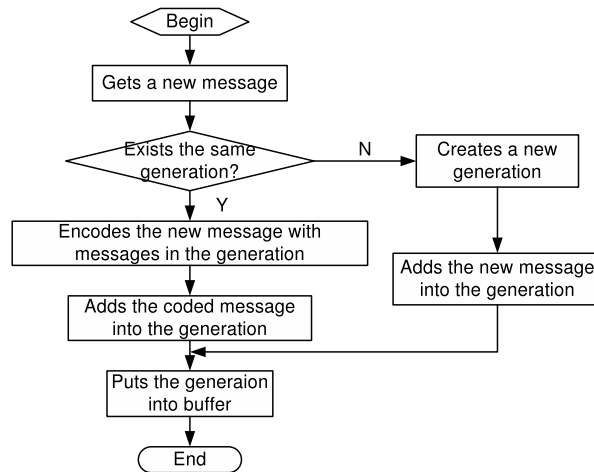 Begin
Gets a new message
Exists the same
generation?
N
Creates a new
generation
Y
Encodes the new message with
messages in the generation
Adds the new message
into the generation
Adds the coded message
into the generation
Puts the generaion
into buffer
End